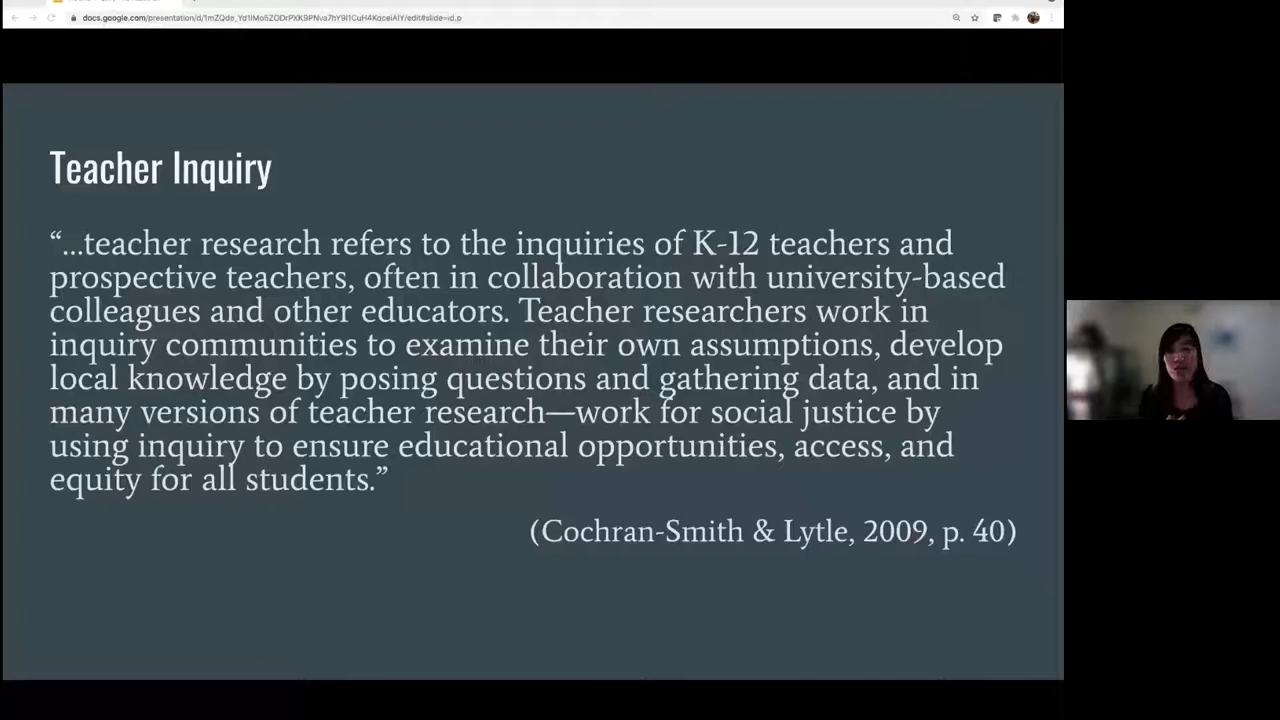 Teacher Inquiry
“...teacher research refers to the inquiries of K-12 teachers and
prospective teachers, often in collaboration with university-based
colleagues and other educators. Teacher researchers work in
inquiry communities to examine their own assumptions, develop
local knowledge by posing questions and gathering data, and in
many versions of teacher research—work for social justice by
using inquiry to ensure educational opportunities, access, and
equity for all students.”
(Cochran-Smith & Lytle, 2009, p. 40)